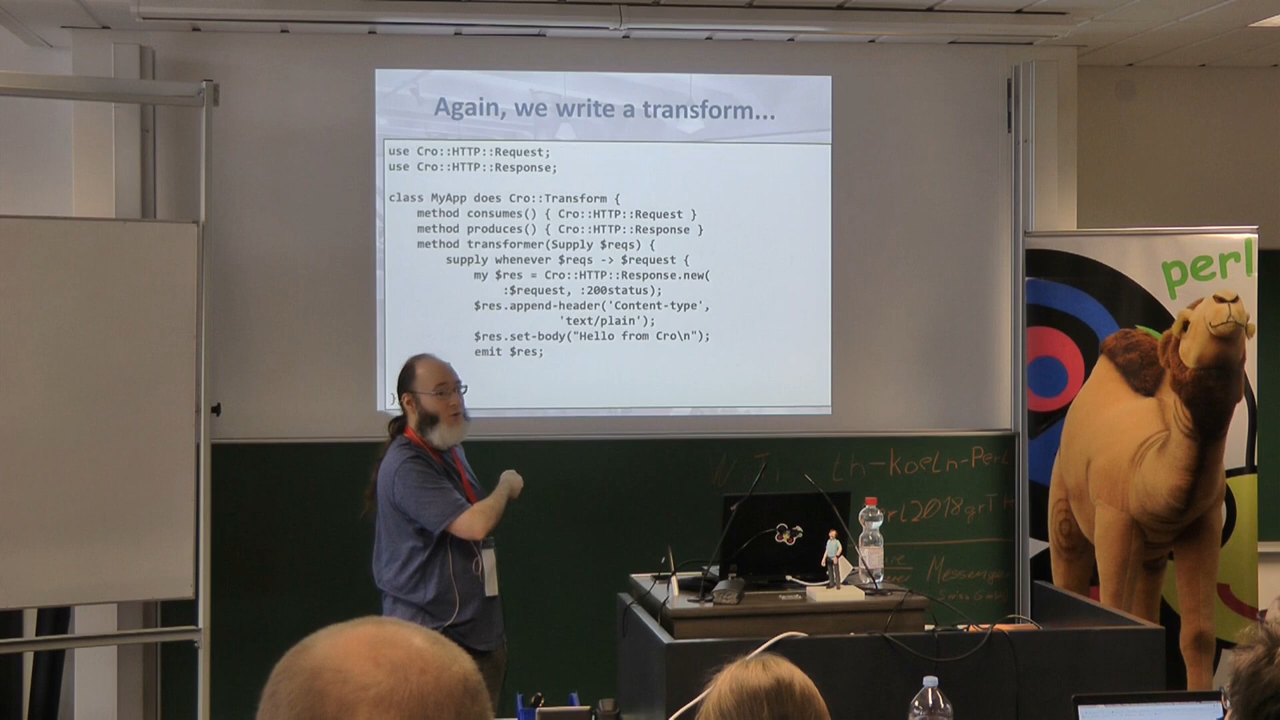 Again, we write a transform...
use Cro::HTTP::Request;
use Cro::HTTP::Response;
class MyApp does Cro::Transform {
method consumes() { Cro::HTTP::Request }
method produces() { Cro::HTTP::Response }
method transformer(Supply $reqs) {
supply whenever $reqs -> $request {
my $res = Cro::HTTP::Response.new(
:$request, :200status);
$res.append-header('Content-type',
'text/plain');
$res.set-body("Hello from Cro\n");
emit $res;
}
perl
th-koeln-Perl